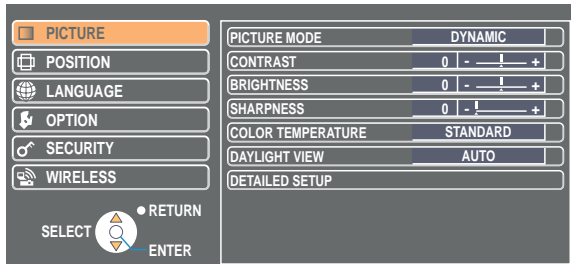 PICTURE
POSITION
LANGUAGE
OPTION
SECURITY
WIRELESS
RETURN
SELECT
ENTER
PICTURE MODE DYNAMIC
CONTRAST 0 - +
BRIGHTNESS 0 - +
SHARPNESS 0 - +
COLOR TEMPERATURE STANDARD
DAYLIGHT VIEW AUTO
DETAILED SETUP